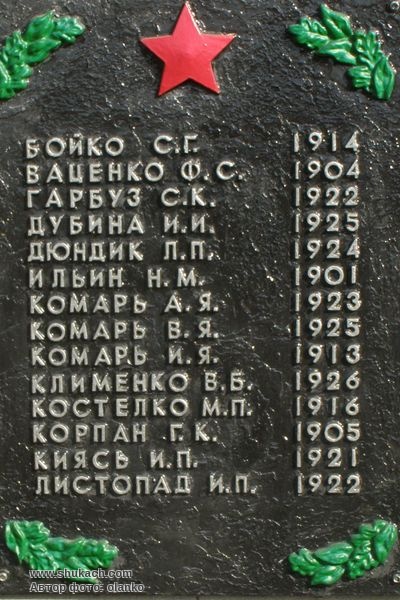 БОЙКО С.Г. 1914
ВАЦЕНКО Ф.С. 1904
ГАРБУЗ С.К. 1922
ДУБИНА И.И. 1925
ДЮНДИК П.П. 1924
ИЛЬИН Н.М. 1901
КОМАРЬ А.Я. 1923
КОМАРЬ В.Я. 1925
КОМАРЬ И.Я. 1913
КЛИМЕНКО В.Б. 1926
КОСТЕЛКО М.П. 1916
КОРПАН Г.К. 1905
КИЯСЬ И.П. 1921
ЛИСТОПАД И.П. 1922
www.shukach.com
Автор фото: olanko